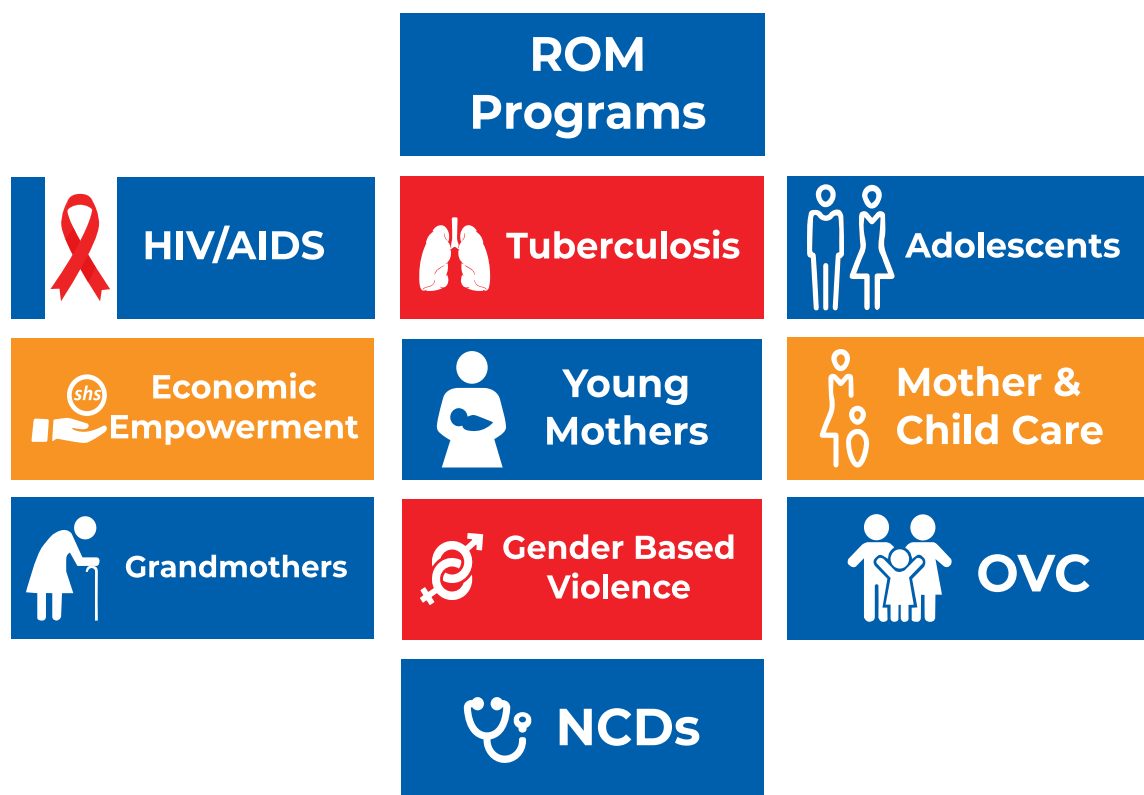 ROM
Programs
HIV/AIDS
Tuberculosis
Adolescents
shs
Economic
Empowerment
Young
Mothers
Mother &
Child Care
Grandmothers
Gender Based
Violence
OVC
NCDs